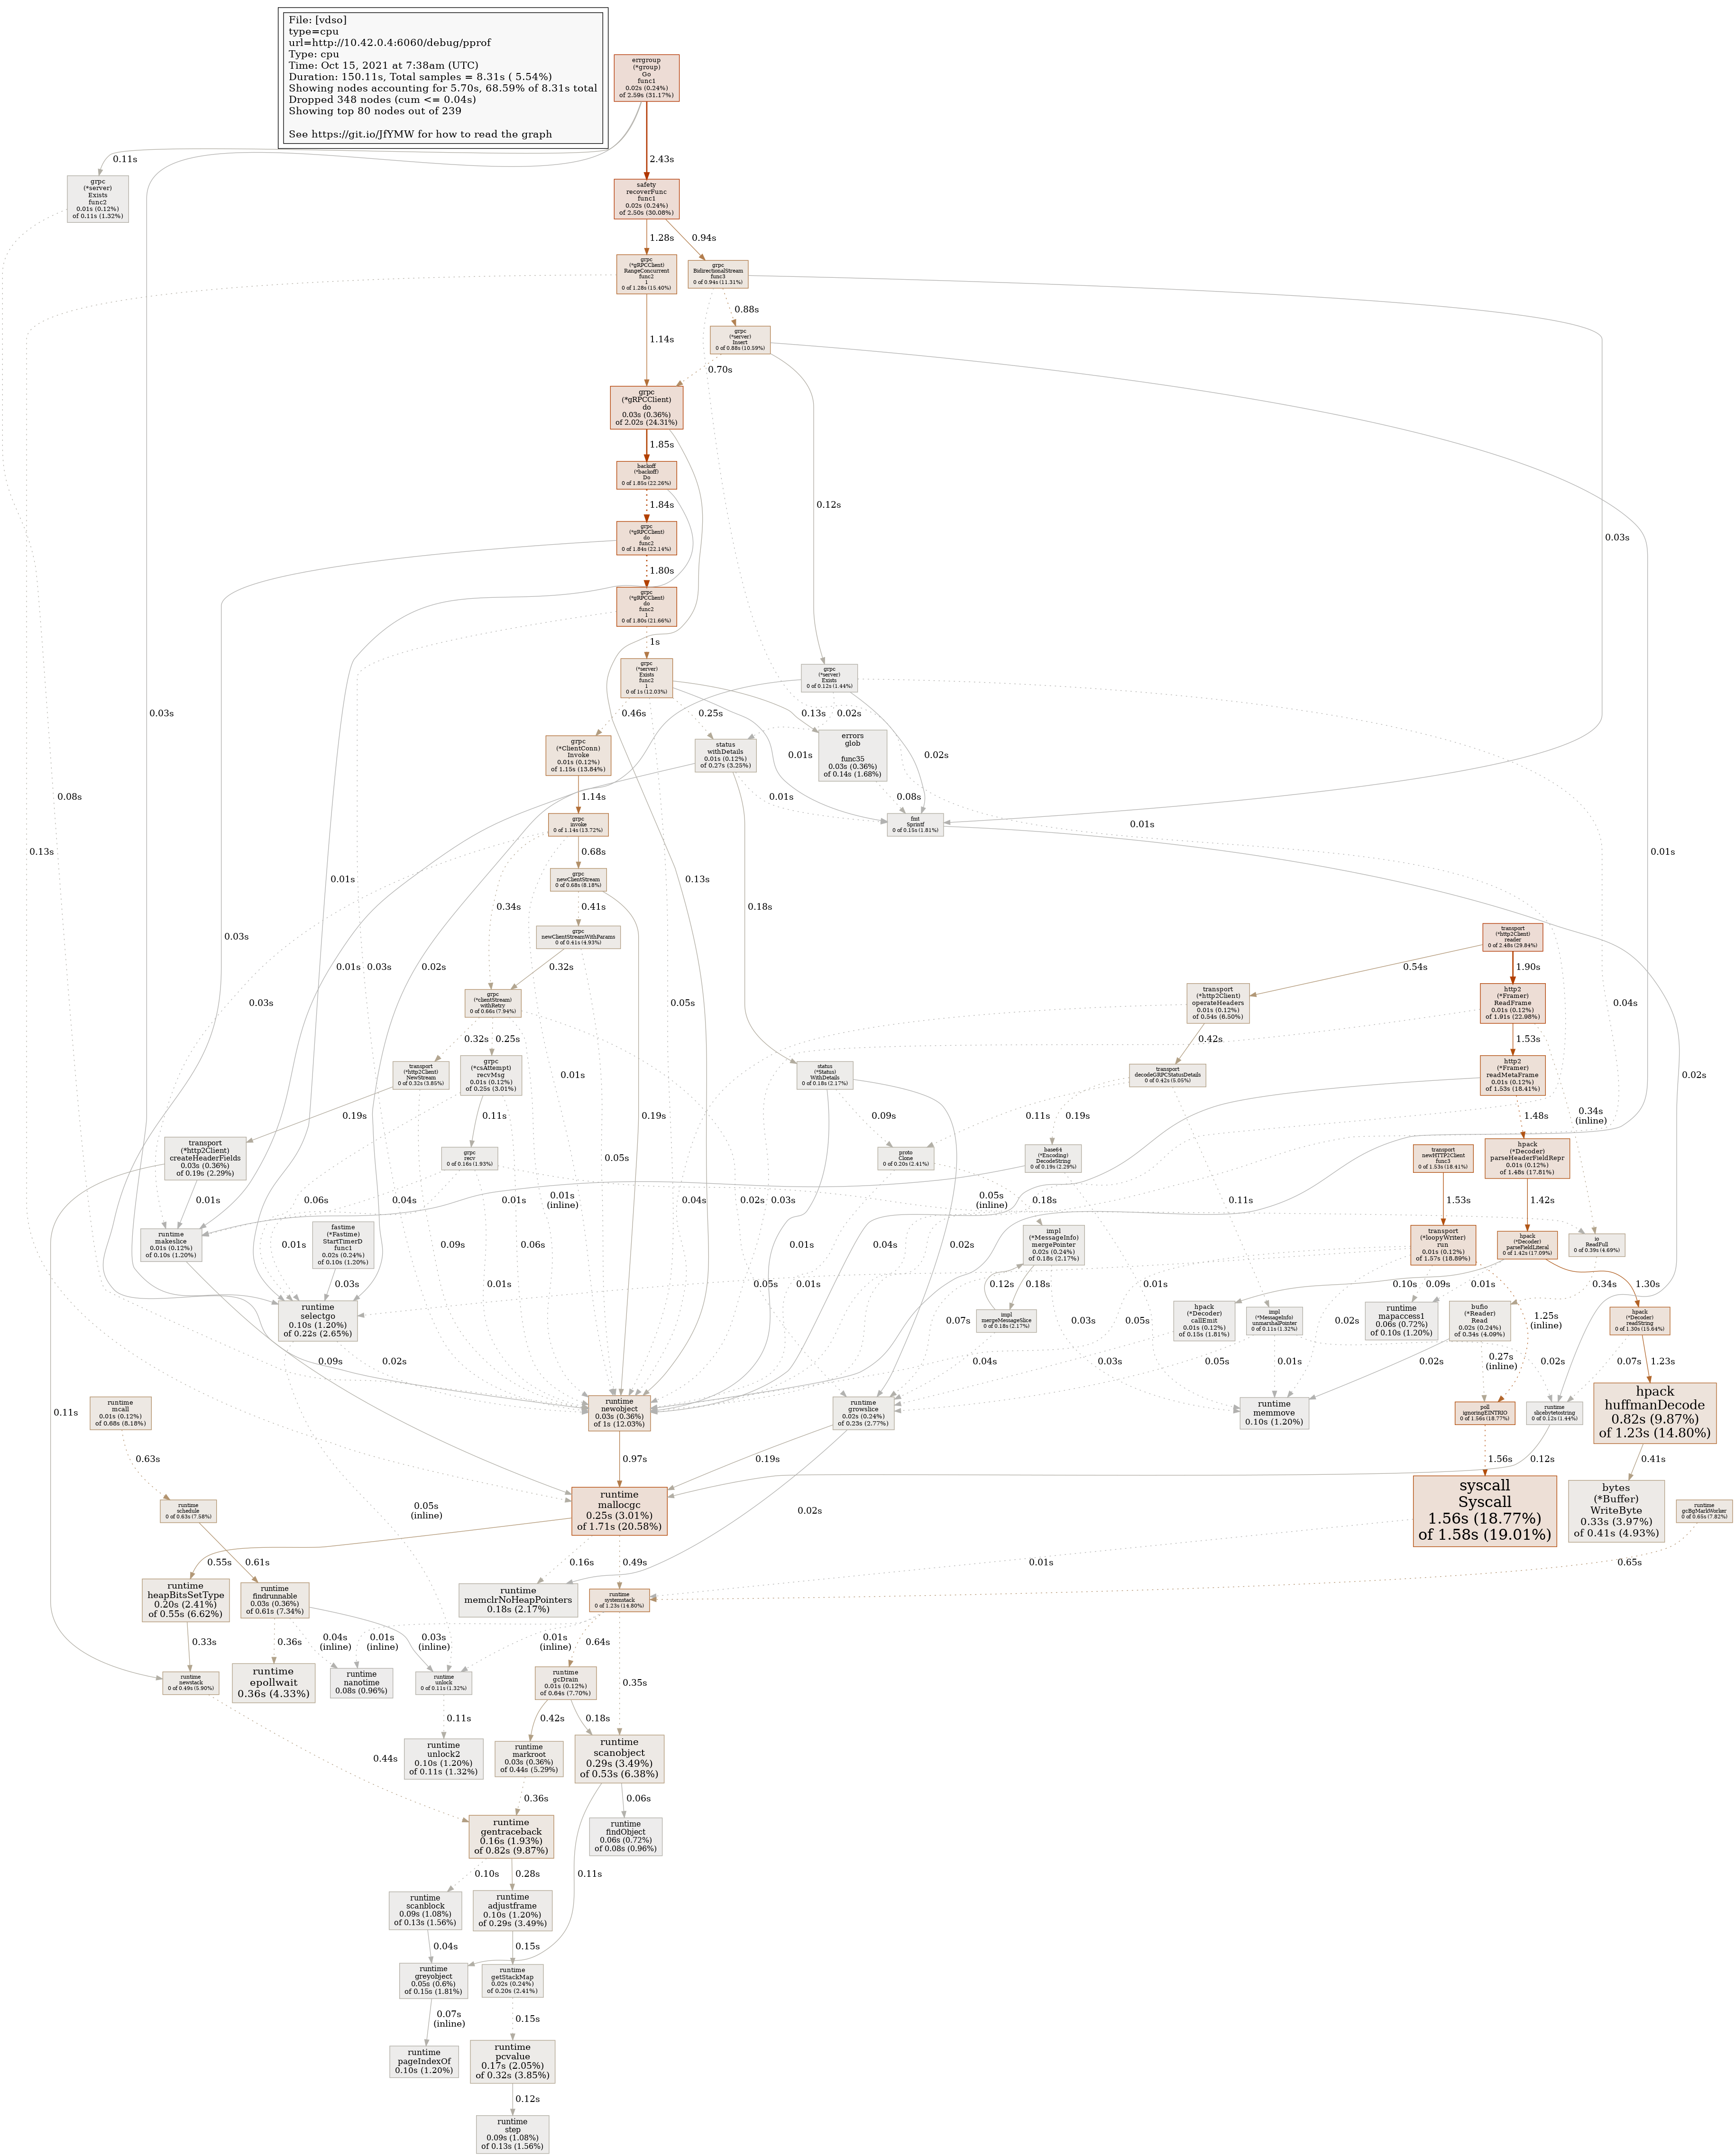 File: [vdso]
type=cpu
url=http://10.42.0.4:6060/debug/pprof
Type: cpu
Time: Oct 15, 2021 at 7:38am (UTC)
Duration: 150.11s, Total samples = 8.31s ( 5.54%)
Showing nodes accounting for 5.70s, 68.59% of 8.31s total
Dropped 348 nodes (cum <= 0.04s)
Showing top 80 nodes out of 239
See https://git.io/JfYMW for how to read the graph
errgroup
(*group)
Go
func1
0.02s (0.24%)
of 2.59s (31.17%)
0.11s
2.43s
grpc
(*server)
Exists
func2
0.01s (0.12%)
of 0.11s (1.32%)
safety
recoverFunc
func1
0.02s (0.24%)
of 2.50s (30.08%)
1.28s
0.94s
grpc
(*gRPCClient)
RangeConcurrent
func2
1
0 of 1.28s (15.40%)
grpc
BidirectionalStream
func3
0 of 0.94s (11.31%)
0.88s
grpc
(*server)
Insert
0 of 0.88s (10.59%)
1.14s
0.70s
grpc
(*gRPCClient)
do
0.03s (0.36%)
of 2.02s (24.31%)
1.85s
backoff
(*backoff)
Do
0 of 1.85s (22.26%)
1.84s
0.12s
grpc
(*gRPCClient)
do
func2
0 of 1.84s (22.14%)
0.03s
1.80s
grpc
(*gRPCClient)
do
func2
1
0 of 1.80s (21.66%)
1s
grpc
(*server)
Exists
func2
1
0 of 1s (12.03%)
grpc
(*server)
Exists
0 of 0.12s (1.44%)
0.03s
0.46s
0.25s
0.13s
0.02s
grpc
(*ClientConn)
Invoke
0.01s (0.12%)
of 1.15s (13.84%)
status
withDetails
0.01s (0.12%)
of 0.27s (3.25%)
errors
glob
func35
0.03s (0.36%)
of 0.14s (1.68%)
0.01s
0.02s
0.08s
1.14s
0.01s
0.08s
grpc
invoke
0 of 1.14s (13.72%)
fmt
Sprintf
0 of 0.15s (1.81%)
0.01s
0.13s
0.01s
0.68s
0.13s
0.01s
grpc
newClientStream
0 of 0.68s (8.18%)
0.34s
0.41s
0.18s
0.03s
grpc
newClientStreamWithParams
0 of 0.41s (4.93%)
transport
(*http2Client)
reader
0 of 2.48s (29.84%)
0.01s
0.03s
0.02s
0.32s
0.54s
1.90s
0.03s
grpc
(*clientStream)
withRetry
0 of 0.66s (7.94%)
0.05s
0.04s
transport
(*http2Client)
operateHeaders
0.01s (0.12%)
of 0.54s (6.50%)
http2
(*Framer)
ReadFrame
0.01s (0.12%)
of 1.91s (22.98%)
0.32s
0.25s
0.42s
1.53s
transport
(*http2Client)
NewStream
0 of 0.32s (3.85%)
grpc
(*csAttempt)
recvMsg
0.01s (0.12%)
of 0.25s (3.01%)
0.01s
status
(*Status)
WithDetails
0 of 0.18s (2.17%)
transport
decodeGRPCStatusDetails
0 of 0.42s (5.05%)
http2
(*Framer)
readMetaFrame
0.01s (0.12%)
of 1.53s (18.41%)
0.02s
0.19s
0.11s
0.19s
0.09s
0.11s
0.19s
1.48s
0.34s
(inline)
transport
(*http2Client)
createHeaderFields
0.03s (0.36%)
of 0.19s (2.29%)
grpc
recv
0 of 0.16s (1.93%)
0.05s
proto
Clone
0 of 0.20s (2.41%)
base64
(*Encoding)
DecodeString
0 of 0.19s (2.29%)
transport
newHTTP2Client
func3
0 of 1.53s (18.41%)
hpack
(*Decoder)
parseHeaderFieldRepr
0.01s (0.12%)
of 1.48s (17.81%)
0.01s
0.06s
0.04s
0.01s
0.01s
(inline)
0.02s
0.04s
0.03s
0.05s
(inline)
0.18s
0.11s
1.53s
1.42s
runtime
makeslice
0.01s (0.12%)
of 0.10s (1.20%)
fastime
(*Fastime)
StartTimerD
func1
0.02s (0.24%)
of 0.10s (1.20%)
0.01s
0.09s
0.06s
0.01s
0.04s
0.02s
impl
(*MessageInfo)
mergePointer
0.02s (0.24%)
of 0.18s (2.17%)
transport
(*loopyWriter)
run
0.01s (0.12%)
of 1.57s (18.89%)
hpack
(*Decoder)
parseFieldLiteral
0 of 1.42s (17.09%)
io
ReadFull
0 of 0.39s (4.69%)
0.03s
0.01s
0.05s
0.01s
0.12s
0.18s
0.01s
0.09s
0.01s
0.10s
0.34s
1.30s
runtime
selectgo
0.10s (1.20%)
of 0.22s (2.65%)
impl
mergeMessageSlice
0 of 0.18s (2.17%)
hpack
(*Decoder)
callEmit
0.01s (0.12%)
of 0.15s (1.81%)
impl
(*MessageInfo)
unmarshalPointer
0 of 0.11s (1.32%)
runtime
mapaccess1
0.06s (0.72%)
of 0.10s (1.20%)
bufio
(*Reader)
Read
0.02s (0.24%)
of 0.34s (4.09%)
hpack
(*Decoder)
readString
0 of 1.30s (15.64%)
0.07s
0.03s
0.05s
0.02s
1.25s
(inline)
0.09s
0.02s
0.04s
0.03s
0.05s
0.01s
0.02s
0.27s
(inline)
0.02s
0.07s
1.23s
0.11s
runtime
mcall
0.01s (0.12%)
of 0.68s (8.18%)
runtime
newobject
0.03s (0.36%)
of 1s (12.03%)
runtime
growslice
0.02s (0.24%)
of 0.23s (2.77%)
runtime
memmove
0.10s (1.20%)
poll
ignoringEINTRIO
0 of 1.56s (18.77%)
runtime
slicebytetostring
0 of 0.12s (1.44%)
hpack
huffmanDecode
0.82s (9.87%)
of 1.23s (14.80%)
0.63s
0.97s
0.19s
1.56s
0.12s
0.41s
runtime
schedule
0 of 0.63s (7.58%)
0.05s
(inline)
runtime
mallocgc
0.25s (3.01%)
of 1.71s (20.58%)
0.02s
syscall
Syscall
1.56s (18.77%)
of 1.58s (19.01%)
bytes
(*Buffer)
WriteByte
0.33s (3.97%)
of 0.41s (4.93%)
runtime
gcBgMarkWorker
0 of 0.65s (7.82%)
0.55s
0.61s
0.16s
0.49s
0.01s
0.65s
runtime
heapBitsSetType
0.20s (2.41%)
of 0.55s (6.62%)
runtime
findrunnable
0.03s (0.36%)
of 0.61s (7.34%)
runtime
memclrNoHeapPointers
0.18s (2.17%)
runtime
systemstack
0 of 1.23s (14.80%)
0.33s
0.36s
0.04s
(inline)
0.01s
(inline)
0.03s
(inline)
0.01s
(inline)
0.64s
0.35s
runtime
newstack
0 of 0.49s (5.90%)
runtime
epollwait
0.36s (4.33%)
runtime
nanotime
0.08s (0.96%)
runtime
unlock
0 of 0.11s (1.32%)
runtime
gcDrain
0.01s (0.12%)
of 0.64s (7.70%)
0.44s
0.11s
0.42s
0.18s
runtime
unlock2
0.10s (1.20%)
of 0.11s (1.32%)
runtime
markroot
0.03s (0.36%)
of 0.44s (5.29%)
runtime
scanobject
0.29s (3.49%)
of 0.53s (6.38%)
0.36s
0.06s
runtime
gentraceback
0.16s (1.93%)
of 0.82s (9.87%)
runtime
findObject
0.06s (0.72%)
of 0.08s (0.96%)
0.10s
0.28s
0.11s
runtime
scanblock
0.09s (1.08%)
of 0.13s (1.56%)
runtime
adjustframe
0.10s (1.20%)
of 0.29s (3.49%)
0.04s
0.15s
runtime
greyobject
0.05s (0.6%)
of 0.15s (1.81%)
runtime
getStackMap
0.02s (0.24%)
of 0.20s (2.41%)
0.07s
(inline)
0.15s
runtime
pageIndexOf
0.10s (1.20%)
runtime
pcvalue
0.17s (2.05%)
of 0.32s (3.85%)
0.12s
runtime
step
0.09s (1.08%)
of 0.13s (1.56%)